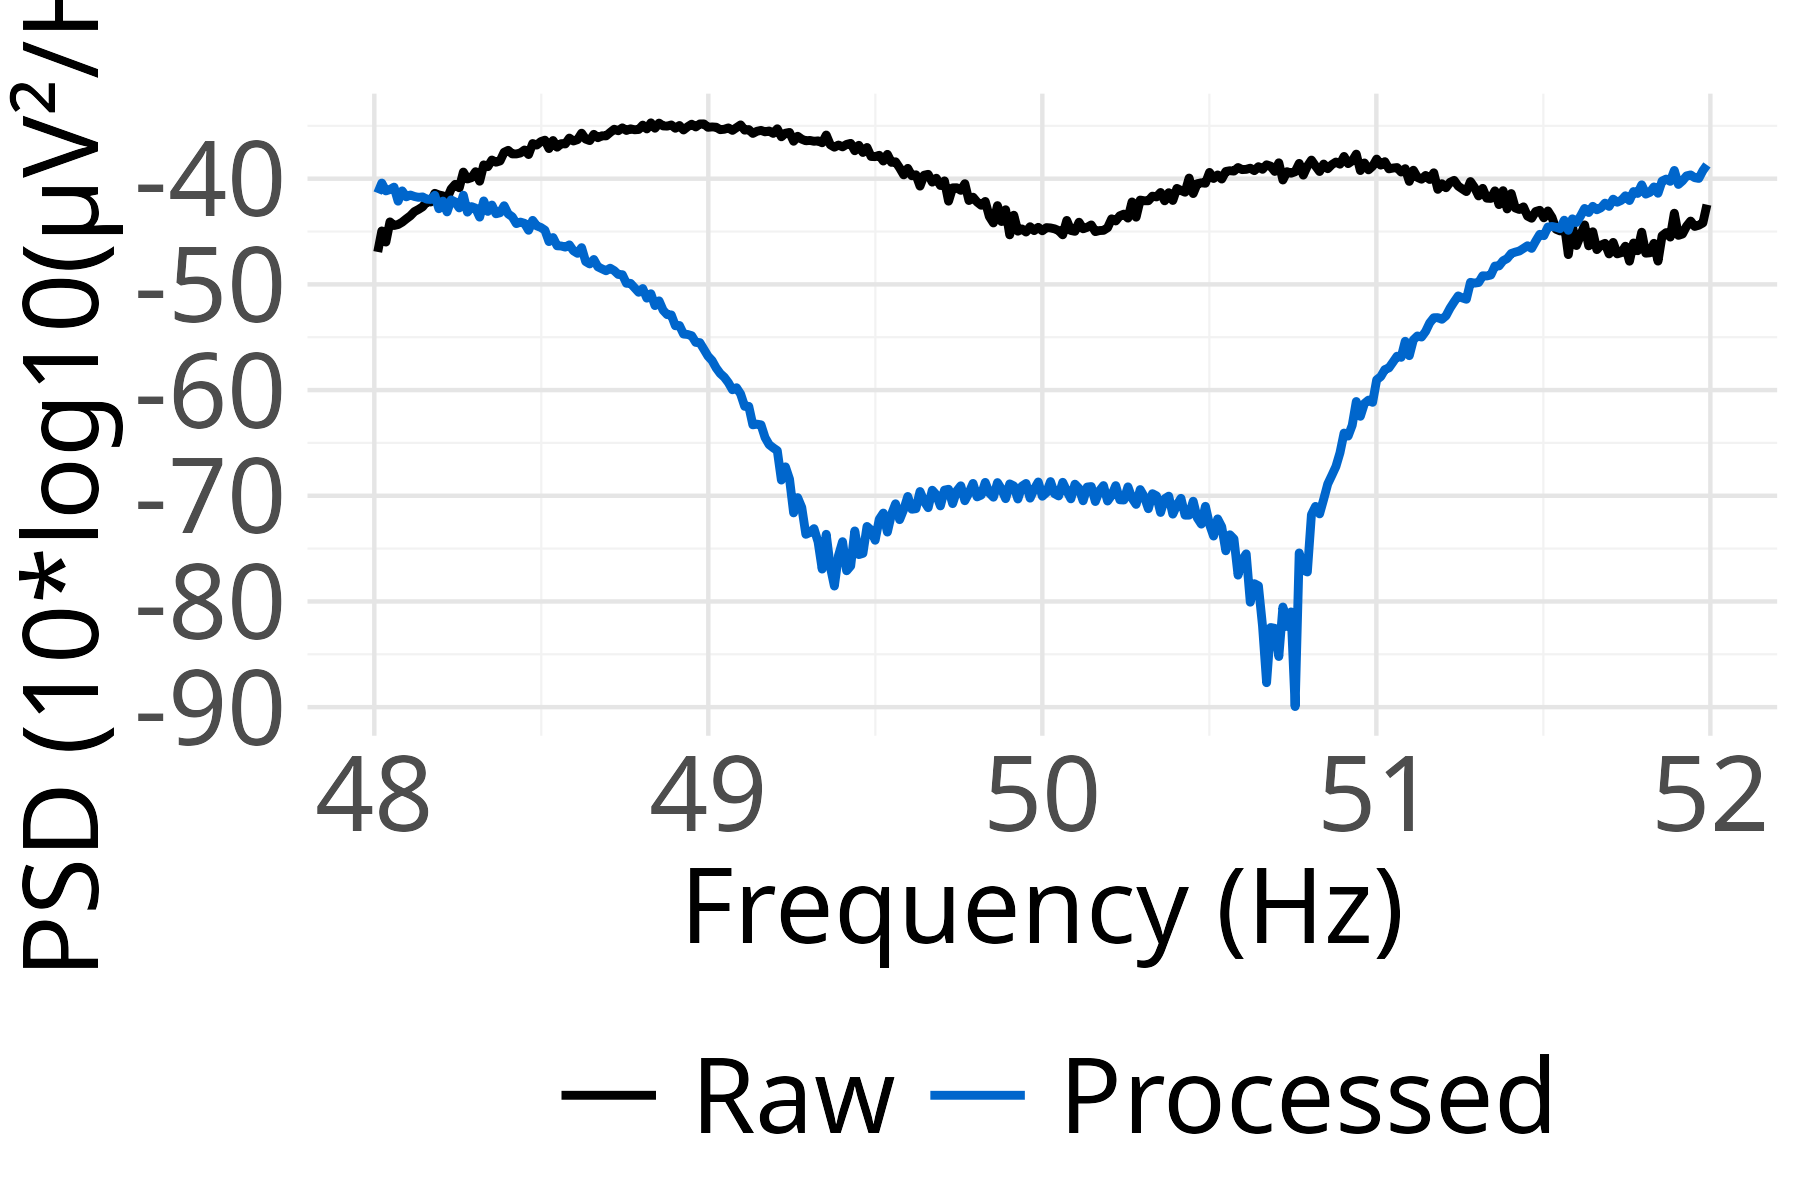 PSD (10*log10(µV²/H
-40
-50
-60
-70
-80
-90
48 49 50 51 52
Frequency (Hz)
Raw Processed